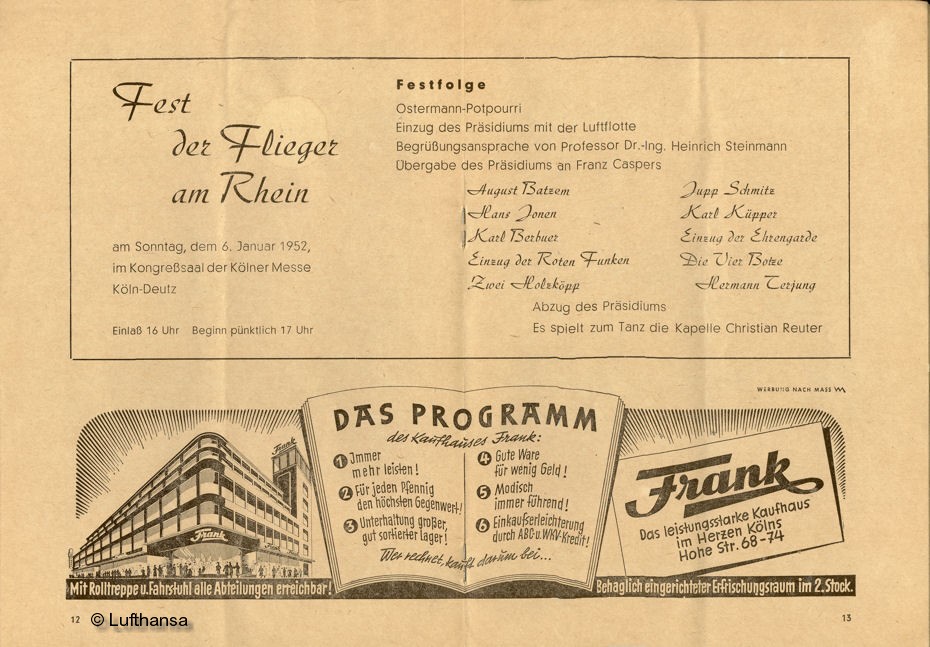 Fest
der Flieger
am Rhein
am Sonntag, dem 6. Januar 1952,
im Kongreßsaal der Kölner Messe
Köln-Deutz
Einlaß 16 Uhr Beginn pünktlich 17 Uhr
Festfolge
Ostermann-Potpourri
Einzug des Präsidiums mit der Luftflotte
Begrüßungsansprache von Professor Dr.-Ing. Heinrich Steinmann
Übergabe des Präsidiums an Franz Caspers
August Batzem
Hans Jonen
Karl Berbuer
Einzug der Roten Funken
Zwei Holzköpp
Jupp Schmitz
Karl Küpper
Einzug der Ehrengarde
Die Vier Botze
Hermann Terjung
Abzug des Präsidiums
Es spielt zum Tanz die Kapelle Christian Reuter
WERBUNG NACH MASS
Frank
Frank
Mit Rolltreppe u. Fahrstuhl alle Abteilungen erreichbar!
DAS PROGRAMM
des Kaufhauses Frank:
1 Immer
mehr leisten!
2 Für jeden Pfennig
den höchsten Gegenwert!
3 Unterhaltung großer,
gut sortierter Lager!
4 Gute Ware
für wenig Geld!
5 Modisch
immer führend!
6 Einkaufserleichterung
durch ABC- u. WKV-Kredit!
Wer rechnet, kauft darum bei...
Frank
Das leistungsstarke Kaufhaus
im Herzen Kölns
Hohe Str. 68-74
Behaglich eingerichteter Erfrischungsraum im 2. Stock.
12
© Lufthansa
13